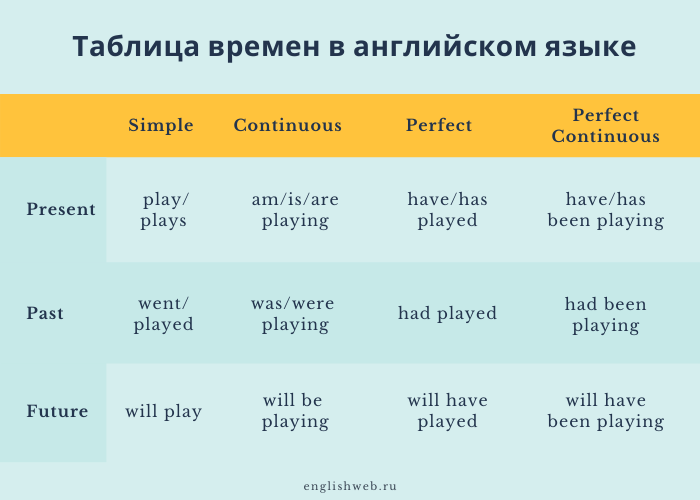 Таблица времен в английском языке
Simple Continuous Perfect Perfect
Continuous
Present play/ am/is/are have/has have/has
plays playing played been playing
Past went/ was/were had played had been
played playing playing
Future will play will be will have will have
playing played been playing
englishweb.ru